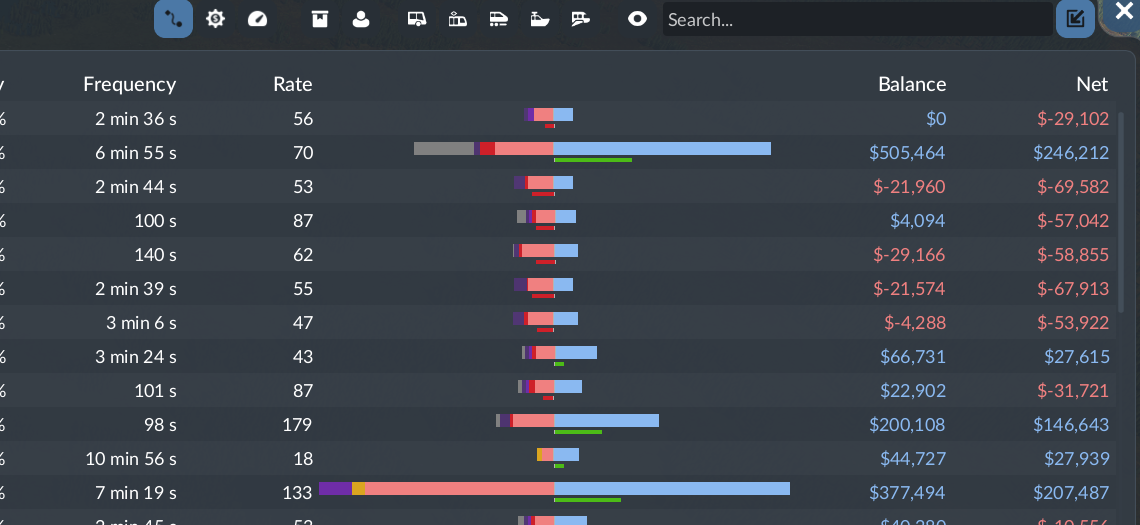 Search...
y Frequency Rate Balance Net
% 2 min 36 s 56 $0 $-29,102
6 min 55 s 70 $505,464 $246,212
% 2 min 44 s 53 $-21,960 $-69,582
% 100 s 87 $4,094 $-57,042
% 140 s 62 $-29,166 $-58,855
% 2 min 39 s 55 $-21,574 $-67,913
% 3 min 6 s 47 $-4,288 $-53,922
% 3 min 24 s 43 $66,731 $27,615
% 101 s 87 $22,902 $-31,721
% 98 s 179 $200,108 $146,643
% 10 min 56 s 18 $44,727 $27,939
% 7 min 19 s 133 $377,494 $207,487